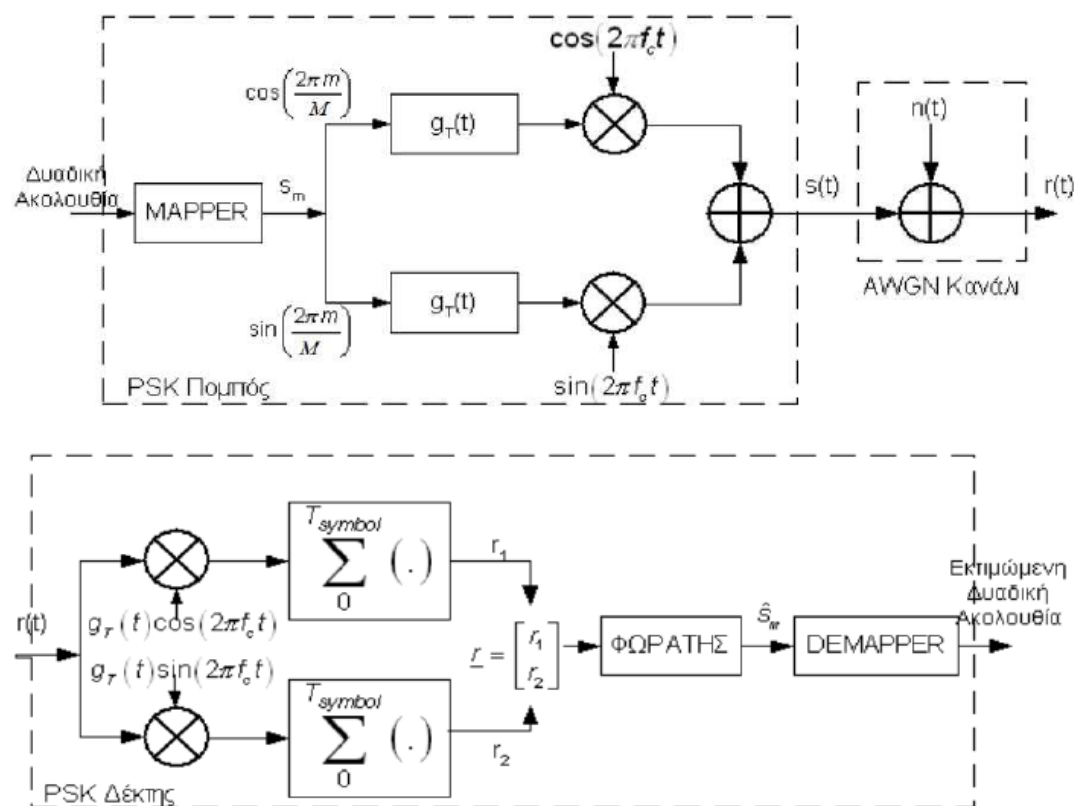 cos(2πf_c t)
cos(2πm/M)
g_T(t)
n(t)
Δυαδική
Ακολουθία
MAPPER
s_m
s(t)
r(t)
g_T(t)
AWGN Κανάλι
sin(2πm/M)
PSK Πομπός
sin(2πf_c t)
T_symbol
∑ (.)
0
r_1
Εκτιμώμενη
Δυαδική
Ακολουθία
r(t)
g_T(t)cos(2πf_c t)
g_T(t)sin(2πf_c t)
r = [r_1 r_2]
ΦΩΡΑΤΗΣ
ŝ_m
DEMAPPER
T_symbol
∑ (.)
0
r_2
PSK Δέκτης